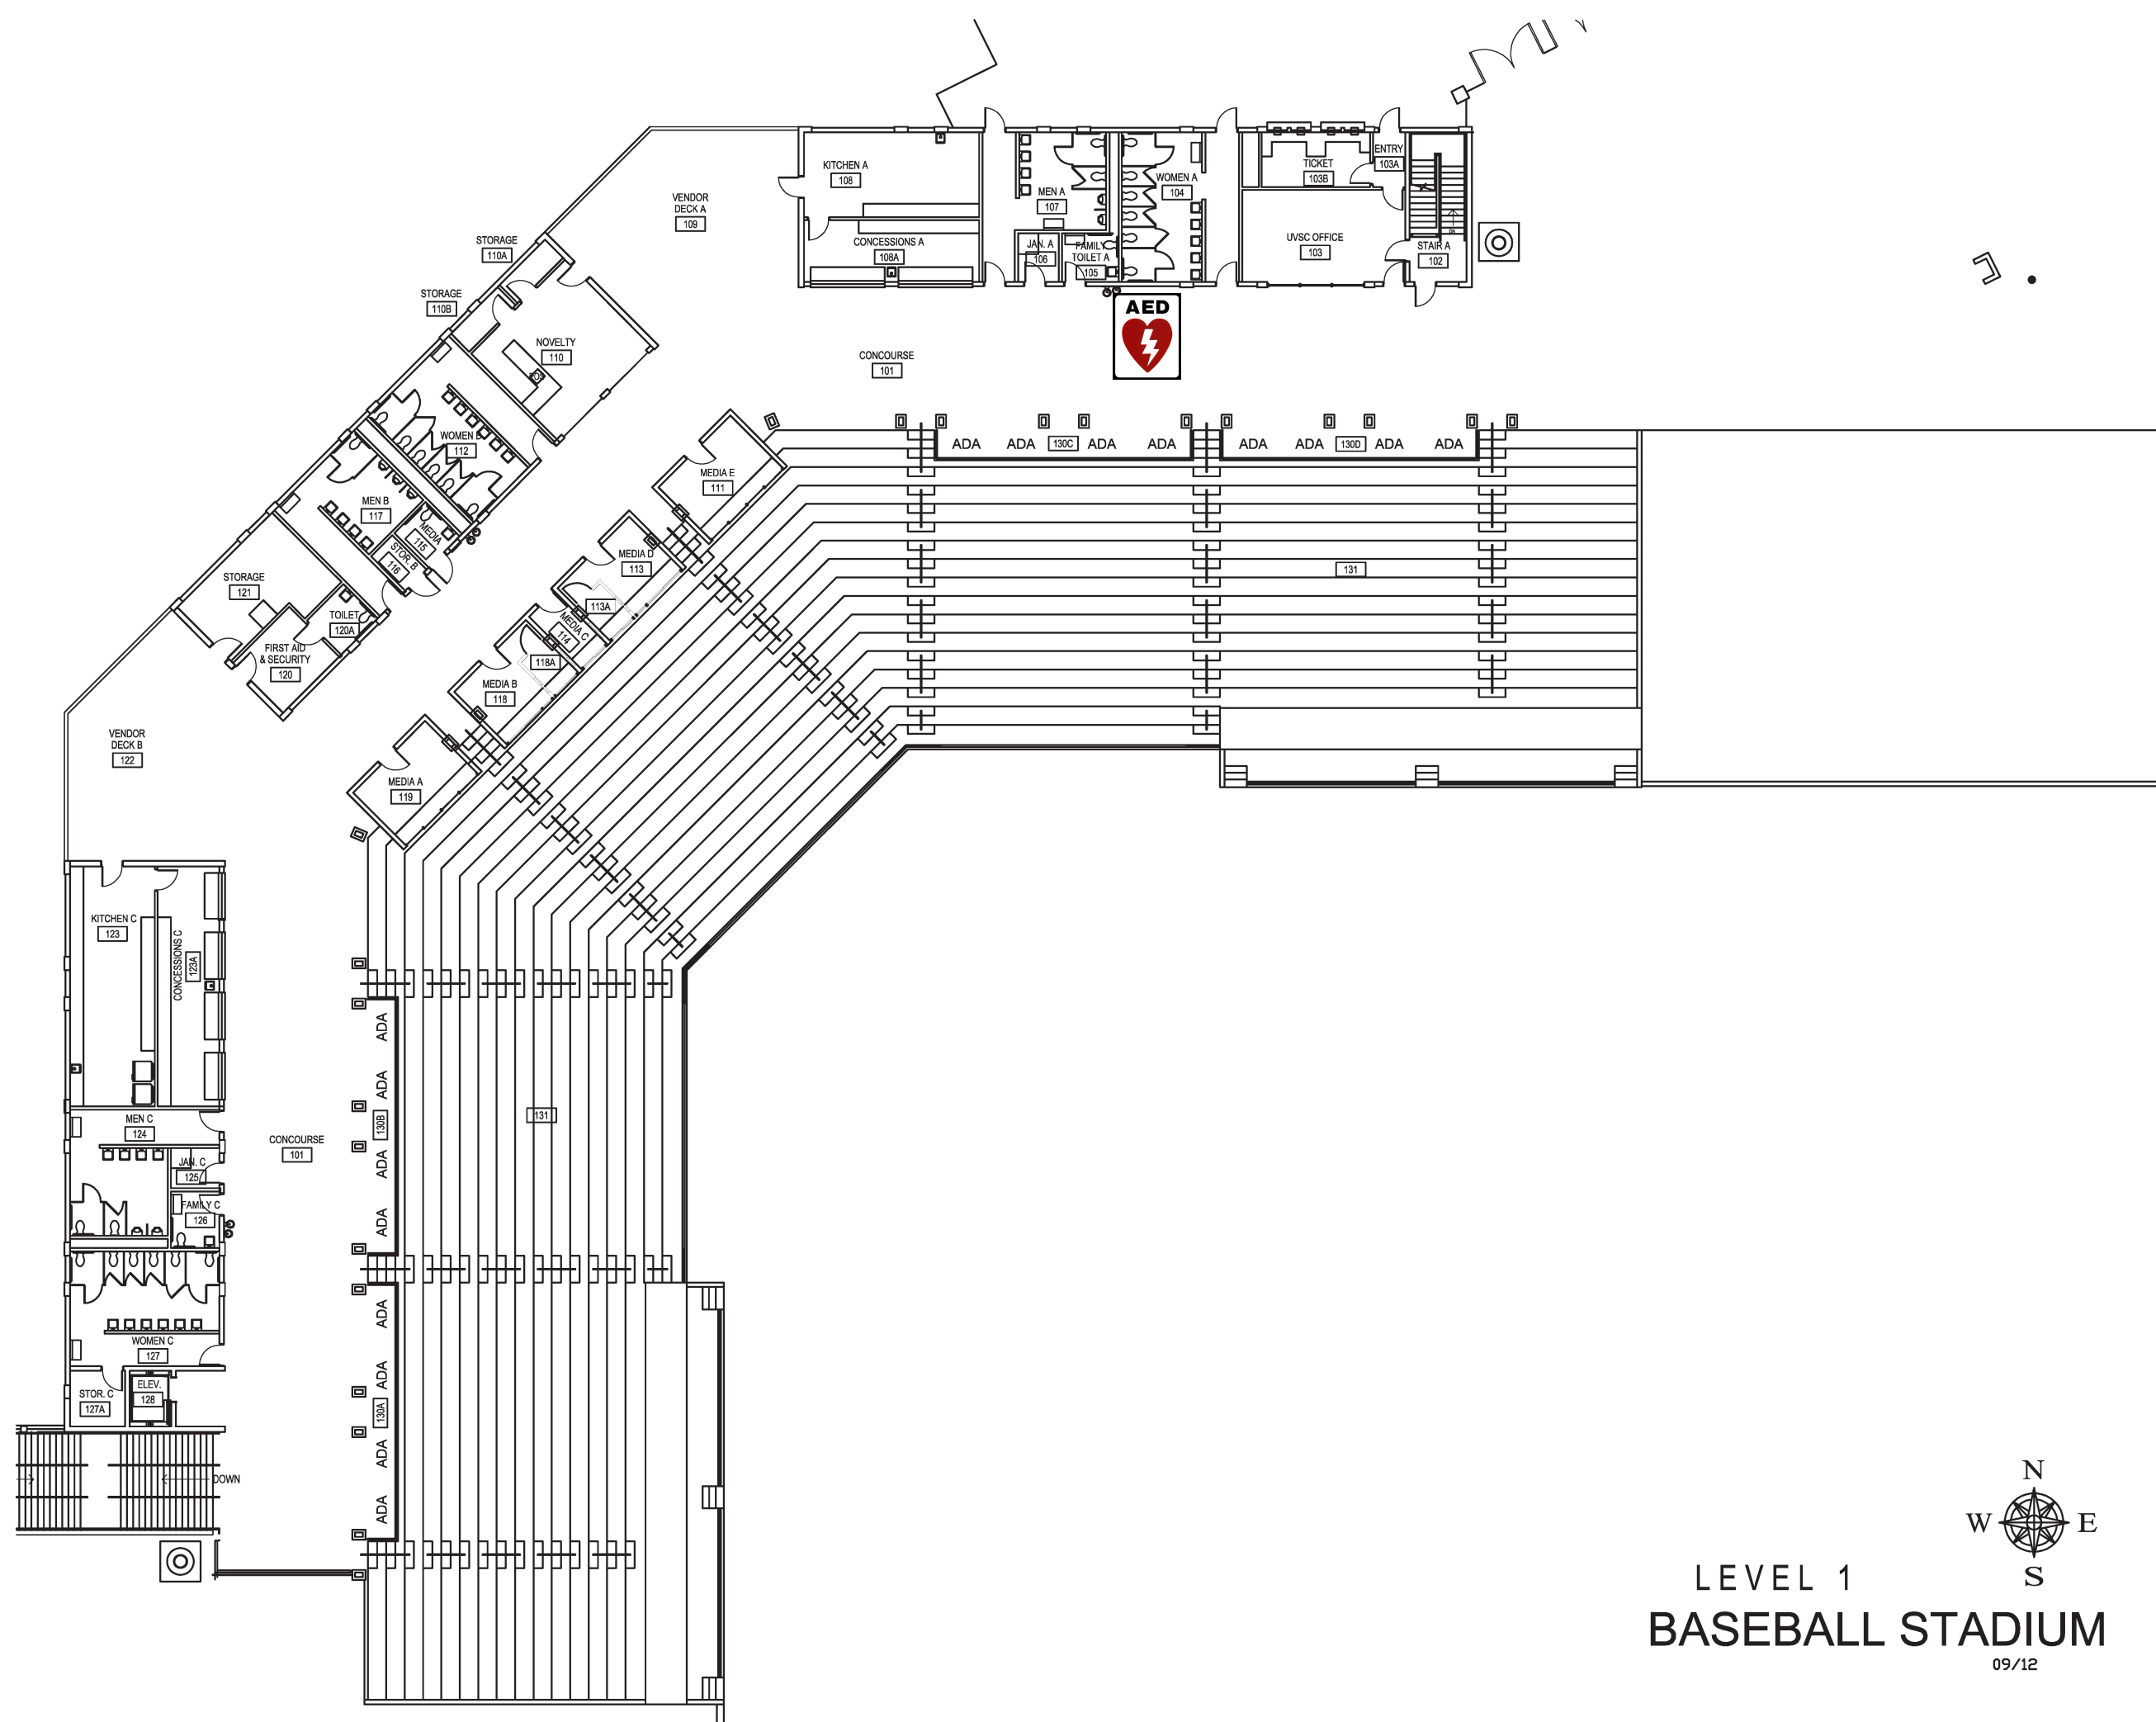 KITCHEN A
108
CONCESSIONS A
108A
MEN A
107
JAN. A
106
FAMILY
TOILET A
105
WOMEN A
104
TICKET
103B
ENTRY
103A
UVSC OFFICE
103
STAIR A
102
AED
VENDOR
DECK A
109
STORAGE
110A
STORAGE
110B
NOVELTY
110
POS
CONCOURSE
101
WOMEN B
112
MEN B
117
MEDIA
115
STOR. B
116
STORAGE
121
TOILET
120A
FIRST AID
& SECURITY
120
MEDIA E
111
MEDIA D
113
113A
MEDIA C
114
118A
MEDIA B
118
MEDIA A
119
ADA ADA 130C ADA ADA
ADA ADA 130D ADA ADA
131
VENDOR
DECK B
122
KITCHEN C
123
CONCESSIONS C
123A
MEN C
124
JAN. C
125
FAMILY C
126
WOMEN C
127
STOR. C
127A
ELEV.
128
DOWN
CONCOURSE
101
ADA
ADA
130B
ADA
ADA
131
ADA
ADA
130A
ADA
ADA
N
W E
S
LEVEL 1
BASEBALL STADIUM
09/12